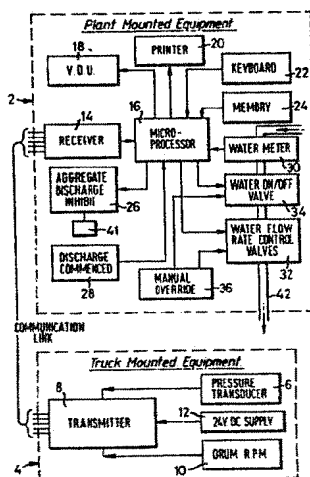 Plant Mounted Equipment
18
V. D. U.
PRINTER
20
KEYBOARD
22
2
14
RECEIVER
16
MICRO-
PROCESSOR
MEMORY
24
WATER METER
30
AGGREGATE
DISCHARGE
INHIBIT
26
WATER ON/OFF
VALVE
34
41
WATER FLOW
RATE CONTROL
VALVES
32
DISCHARGE
COMMENCED
28
MANUAL
OVERRIDE
36
42
COMMUNICATION
LINK
Truck Mounted Equipment
8
TRANSMITTER
PRESSURE
TRANSDUCER
6
12
24V DC SUPPLY
4
DRUM R P M
10